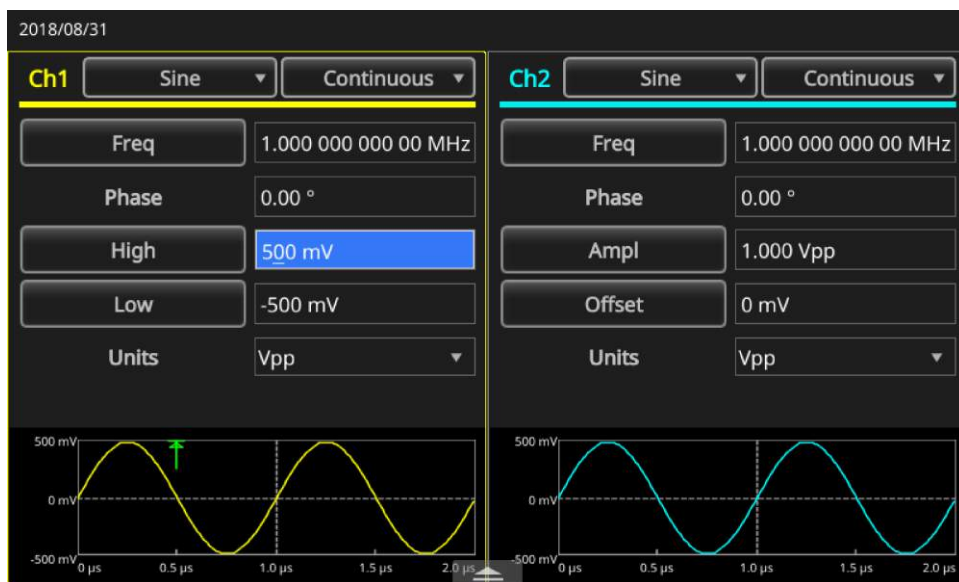 2018/08/31
Ch1 Sine Continuous
Freq 1.000 000 000 00 MHz
Phase 0.00 °
High 500 mV
Low -500 mV
Units Vpp
500 mV
0 mV
-500 mV
0 µs 0.5 µs 1.0 µs 1.5 µs 2.0 µs
Ch2 Sine Continuous
Freq 1.000 000 000 00 MHz
Phase 0.00 °
Ampl 1.000 Vpp
Offset 0 mV
Units Vpp
500 mV
0 mV
-500 mV
0 µs 0.5 µs 1.0 µs 1.5 µs 2.0 µs